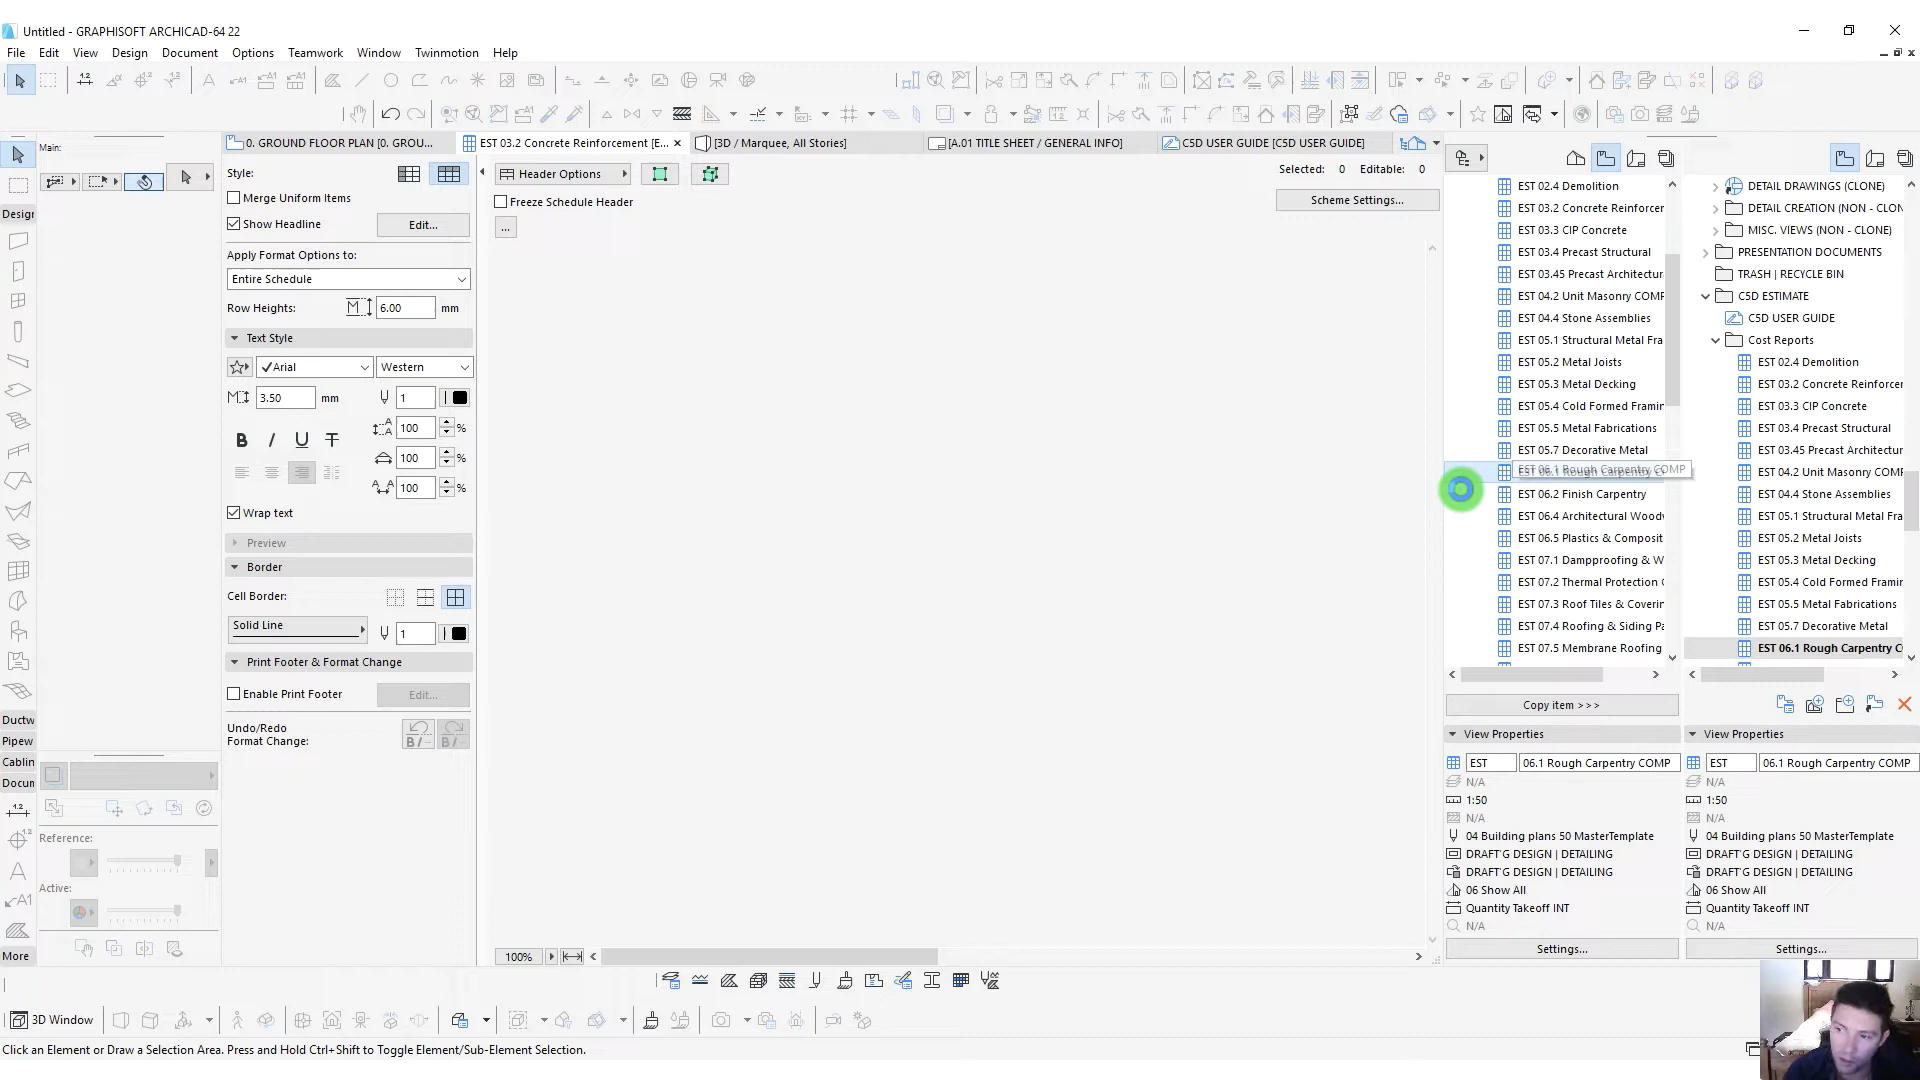 Untitled - GRAPHISOFT ARCHICAD-64 22
File Edit View Design Document Options Teamwork Window Twinmotion Help
Main:
0. GROUND FLOOR PLAN [0. GROU...
EST 03.2 Concrete Reinforcement [E...
[3D / Marquee, All Stories]
[A.01 TITLE SHEET / GENERAL INFO]
C5D USER GUIDE [C5D USER GUIDE]
Design
Ductw
Pipew
Cablin
Docum
More
Reference:
Active:
Style:
Merge Uniform Items
Show Headline
Edit...
Apply Format Options to:
Entire Schedule
Row Heights:
6.00
mm
Text Style
Arial
Western
3.50
mm
1
100
%
100
%
100
%
B I U T
Wrap text
Preview
Border
Cell Border:
Solid Line
1
Print Footer & Format Change
Enable Print Footer
Edit...
Undo/Redo
Format Change:
Header Options
Freeze Schedule Header
...
Selected: 0 Editable: 0
Scheme Settings...
100%
EST 02.4 Demolition
EST 03.2 Concrete Reinforcer
EST 03.3 CIP Concrete
EST 03.4 Precast Structural
EST 03.45 Precast Architectur
EST 04.2 Unit Masonry COMP
EST 04.4 Stone Assemblies
EST 05.1 Structural Metal Fra
EST 05.2 Metal Joists
EST 05.3 Metal Decking
EST 05.4 Cold Formed Framin
EST 05.5 Metal Fabrications
EST 05.7 Decorative Metal
EST 06.1 Rough Carpentry COMP
EST 06.2 Finish Carpentry
EST 06.4 Architectural Woodw
EST 06.5 Plastics & Composit
EST 07.1 Dampproofing & W
EST 07.2 Thermal Protection
EST 07.3 Roof Tiles & Coverin
EST 07.4 Roofing & Siding Pa
EST 07.5 Membrane Roofing
Copy item >>>
View Properties
EST
06.1 Rough Carpentry COMP
N/A
1:50
N/A
04 Building plans 50 MasterTemplate
DRAFT'G DESIGN | DETAILING
DRAFT'G DESIGN | DETAILING
06 Show All
Quantity Takeoff INT
N/A
Settings...
DETAIL DRAWINGS (CLONE)
DETAIL CREATION (NON - CLON
MISC. VIEWS (NON - CLONE)
PRESENTATION DOCUMENTS
TRASH | RECYCLE BIN
C5D ESTIMATE
C5D USER GUIDE
Cost Reports
EST 02.4 Demolition
EST 03.2 Concrete Reinforcer
EST 03.3 CIP Concrete
EST 03.4 Precast Structural
EST 03.45 Precast Architectur
EST 04.2 Unit Masonry COMP
EST 04.4 Stone Assemblies
EST 05.1 Structural Metal Fra
EST 05.2 Metal Joists
EST 05.3 Metal Decking
EST 05.4 Cold Formed Framin
EST 05.5 Metal Fabrications
EST 05.7 Decorative Metal
EST 06.1 Rough Carpentry C
View Properties
EST
06.1 Rough Carpentry COMP
N/A
1:50
N/A
04 Building plans 50 MasterTemplate
DRAFT'G DESIGN | DETAILING
DRAFT'G DESIGN | DETAILING
06 Show All
Quantity Takeoff INT
N/A
Settings...
3D Window
Click an Element or Draw a Selection Area. Press and Hold Ctrl+Shift to Toggle Element/Sub-Element Selection.